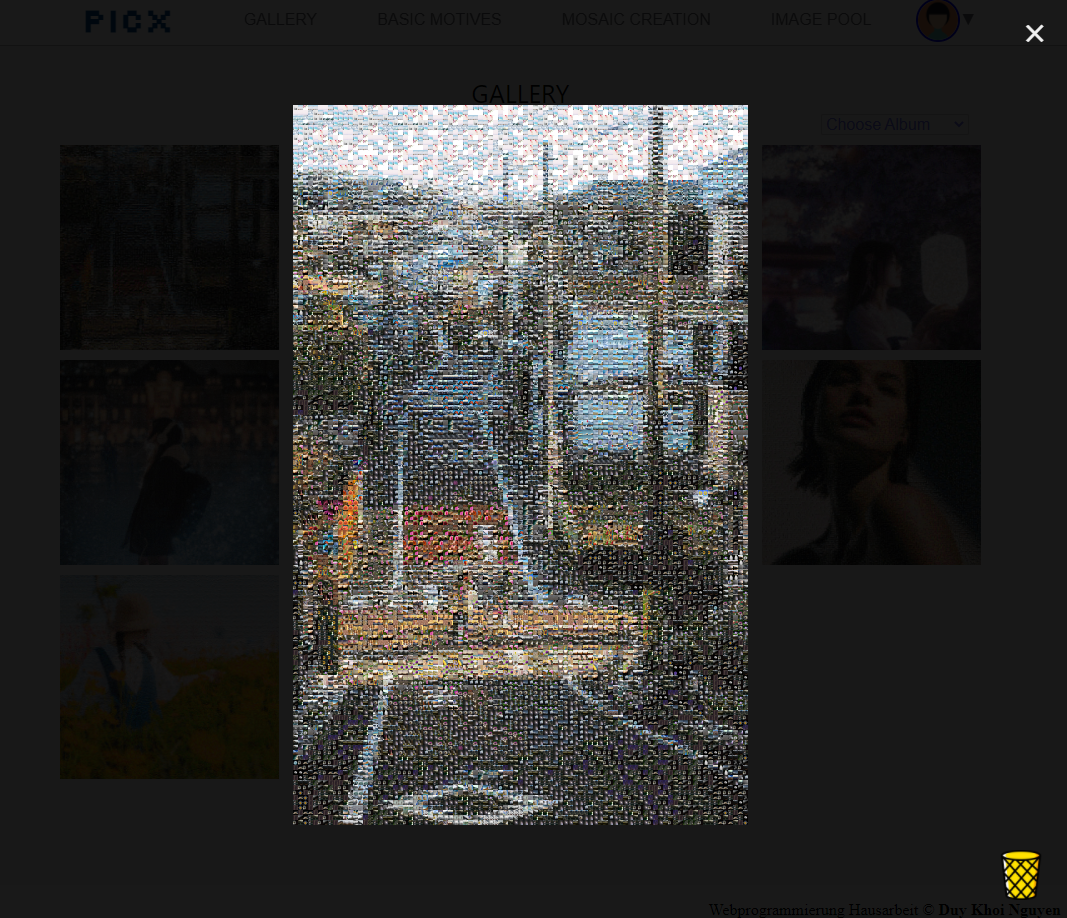 PICX
GALLERY
BASIC MOTIVES
MOSAIC CREATION
IMAGE POOL
GALLERY
Choose Album
Webprogrammierung Hausarbeit © Duy Khoi Nguyen